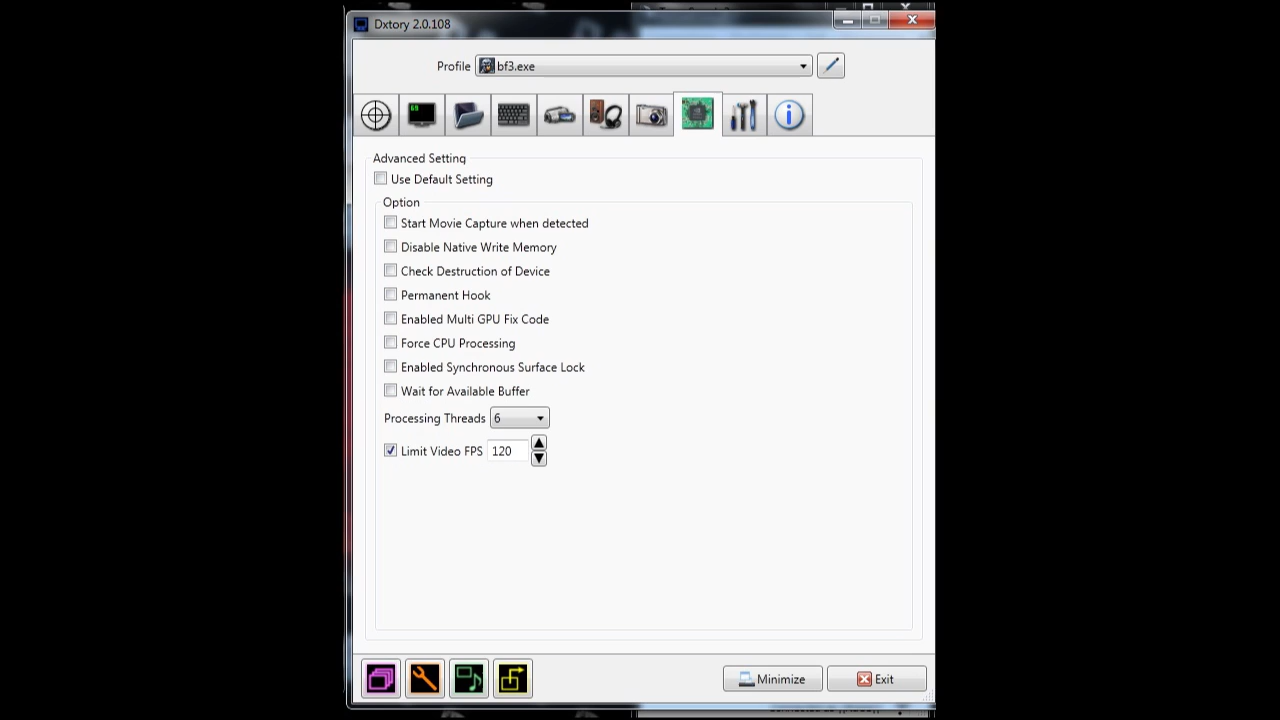 Dxtory 2.0.108
Profile bf3.exe
Advanced Setting
Use Default Setting
Option
Start Movie Capture when detected
Disable Native Write Memory
Check Destruction of Device
Permanent Hook
Enabled Multi GPU Fix Code
Force CPU Processing
Enabled Synchronous Surface Lock
Wait for Available Buffer
Processing Threads 6
Limit Video FPS 120
Minimize Exit